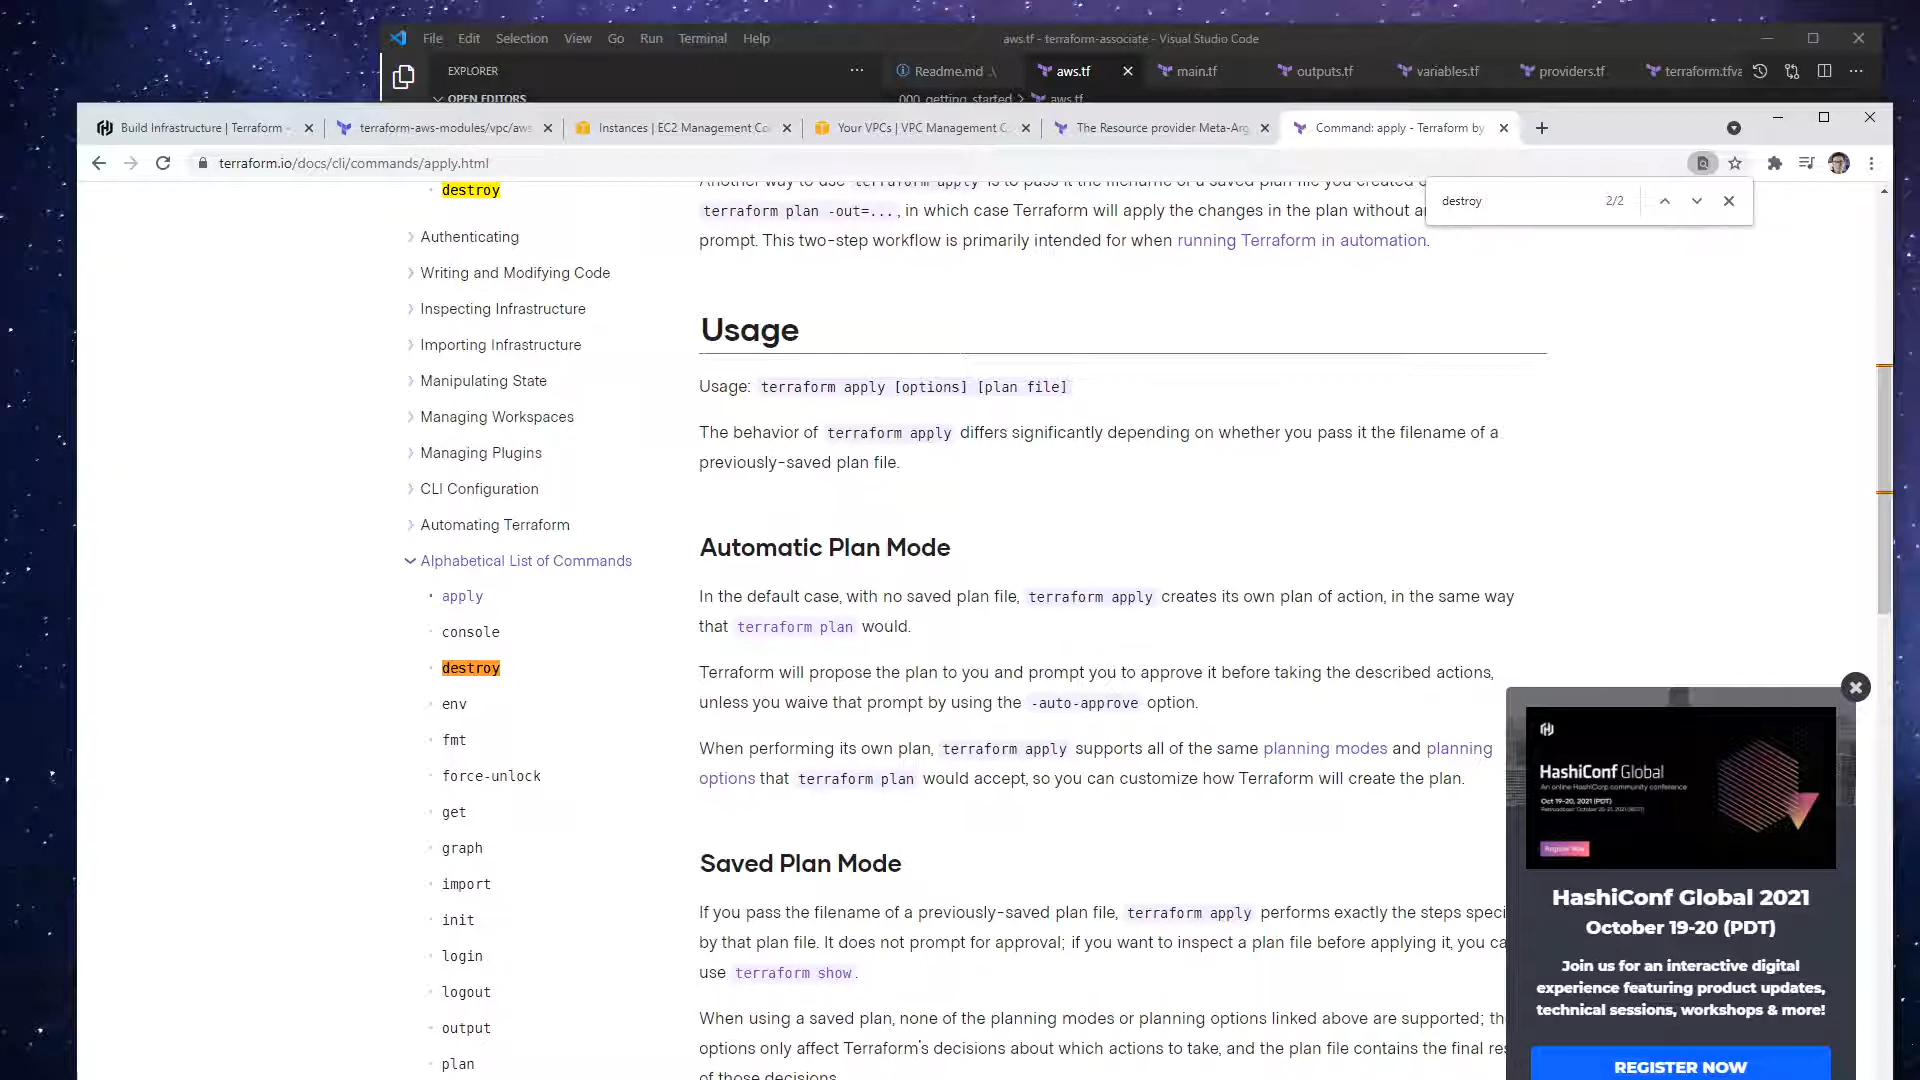 File Edit Selection View Go Run Terminal Help
aws.tf - terraform-associate - Visual Studio Code
EXPLORER
Readme.md .\
aws.tf
main.tf
outputs.tf
variables.tf
providers.tf
terraform.tfva
OPEN EDITORS
000_getting_started > aws.tf
Build Infrastructure | Terraform -
terraform-aws-modules/vpc/aws
Instances | EC2 Management Co
Your VPCs | VPC Management C
The Resource provider Meta-Arg
Command: apply - Terraform by
terraform.io/docs/cli/commands/apply.html
destroy 2/2
destroy
Authenticating
Writing and Modifying Code
Inspecting Infrastructure
Importing Infrastructure
Manipulating State
Managing Workspaces
Managing Plugins
CLI Configuration
Automating Terraform
Alphabetical List of Commands
apply
console
destroy
env
fmt
force-unlock
get
graph
import
init
login
logout
output
plan
Another way to use terraform apply is to pass it the filename of a saved plan file you created
terraform plan -out=..., in which case Terraform will apply the changes in the plan without
prompt. This two-step workflow is primarily intended for when running Terraform in automation.
Usage
Usage: terraform apply [options] [plan file]
The behavior of terraform apply differs significantly depending on whether you pass it the filename of a
previously-saved plan file.
Automatic Plan Mode
In the default case, with no saved plan file, terraform apply creates its own plan of action, in the same way
that terraform plan would.
Terraform will propose the plan to you and prompt you to approve it before taking the described actions,
unless you waive that prompt by using the -auto-approve option.
When performing its own plan, terraform apply supports all of the same planning modes and planning
options that terraform plan would accept, so you can customize how Terraform will create the plan.
Saved Plan Mode
If you pass the filename of a previously-saved plan file, terraform apply performs exactly the steps speci
by that plan file. It does not prompt for approval; if you want to inspect a plan file before applying it, you ca
use terraform show.
When using a saved plan, none of the planning modes or planning options linked above are supported; th
options only affect Terraform's decisions about which actions to take, and the plan file contains the final res
of those decisions.
HashiConf Global
An online HashiCorp community conference
Oct 19-20, 2021 (PDT)
Register Now
HashiConf Global 2021
October 19-20 (PDT)
Join us for an interactive digital
experience featuring product updates,
technical sessions, workshops & more!
REGISTER NOW